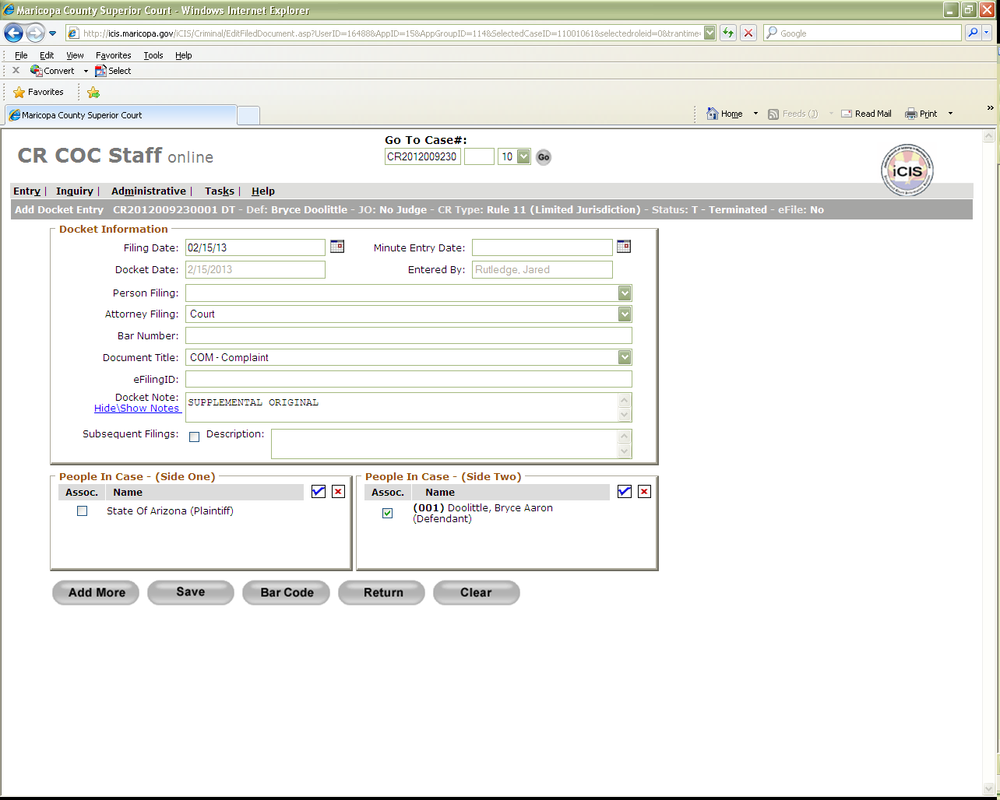 Maricopa County Superior Court - Windows Internet Explorer
http://icis.maricopa.gov/iCIS/Criminal/EditFiledDocument.asp?UserID=16488&AppID=15&AppGroupID=114&SelectedCaseID=11001061&selectedroleid=0&trantime=
Google
File Edit View Favorites Tools Help
x Convert Select
Favorites
Maricopa County Superior Court
Home Feeds (J) Read Mail Print »
CR COC Staff online
Go To Case#:
CR2012009230 10 Go
iCIS
Entry | Inquiry | Administrative | Tasks | Help
Add Docket Entry CR2012009230001 DT - Def: Bryce Doolittle - JO: No Judge - CR Type: Rule 11 (Limited Jurisdiction) - Status: T - Terminated - eFile: No
Docket Information
Filing Date: 02/15/13 Minute Entry Date:
Docket Date: 2/15/2013 Entered By: Rutledge, Jared
Person Filing:
Attorney Filing: Court
Bar Number:
Document Title: COM - Complaint
eFilingID:
Docket Note: SUPPLEMENTAL ORIGINAL
Hide\Show Notes
Subsequent Filings: Description:
People In Case - (Side One)
Assoc. Name
State Of Arizona (Plaintiff)
People In Case - (Side Two)
Assoc. Name
(001) Doolittle, Bryce Aaron
(Defendant)
Add More Save Bar Code Return Clear